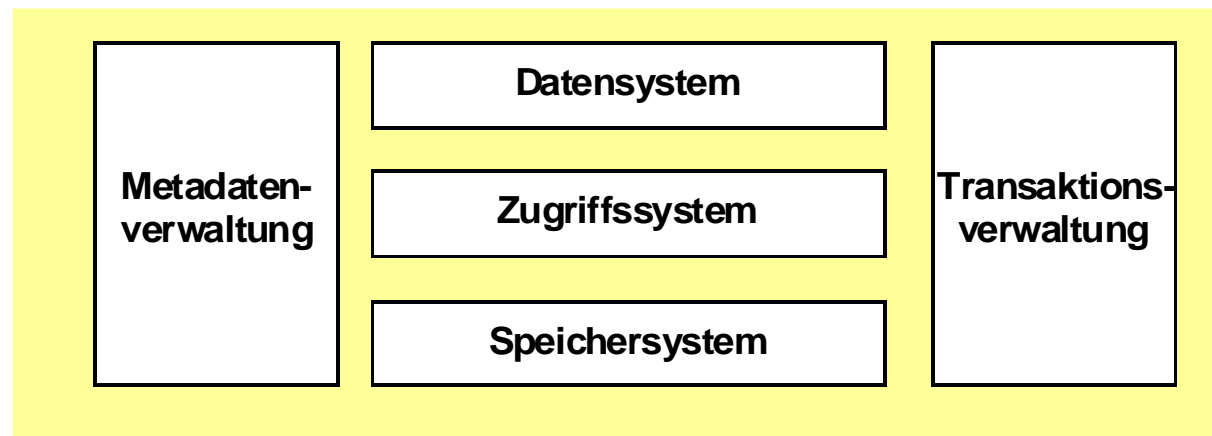 Metadaten-
verwaltung
Datensystem
Zugriffssystem
Speichersystem
Transaktions-
verwaltung